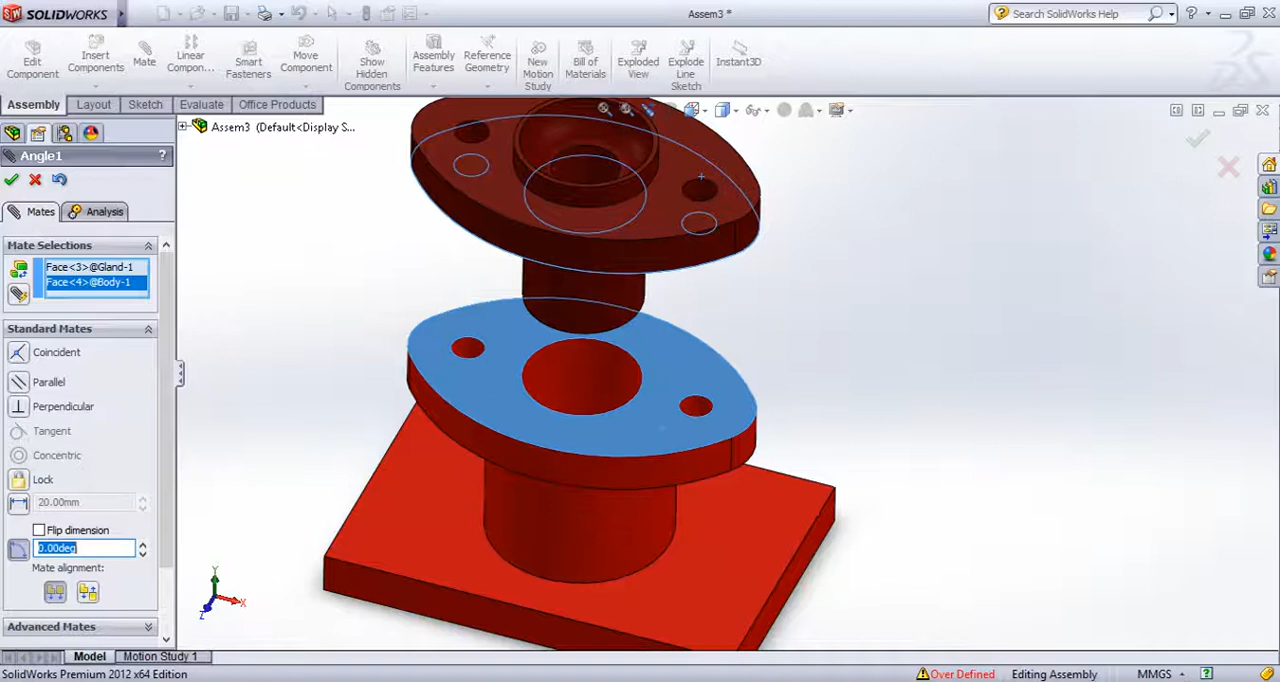 SOLIDWORKS
Assem3 *
Search SolidWorks Help
Edit Component
Insert Components
Mate
Linear Compon...
Smart Fasteners
Move Component
Show Hidden Components
Assembly Features
Reference Geometry
New Motion Study
Bill of Materials
Exploded View
Explode Line Sketch
Instant3D
Assembly
Layout
Sketch
Evaluate
Office Products
Assem3 (Default<Display S...
Angle1
?
Mates
Analysis
Mate Selections
Face<3>@Gland-1
Face<4>@Body-1
Standard Mates
Coincident
Parallel
Perpendicular
Tangent
Concentric
Lock
20.00mm
Flip dimension
0.00deg
Mate alignment:
Advanced Mates
Y
X
Z
Model
Motion Study 1
SolidWorks Premium 2012 x64 Edition
Over Defined
Editing Assembly
MMGS
?